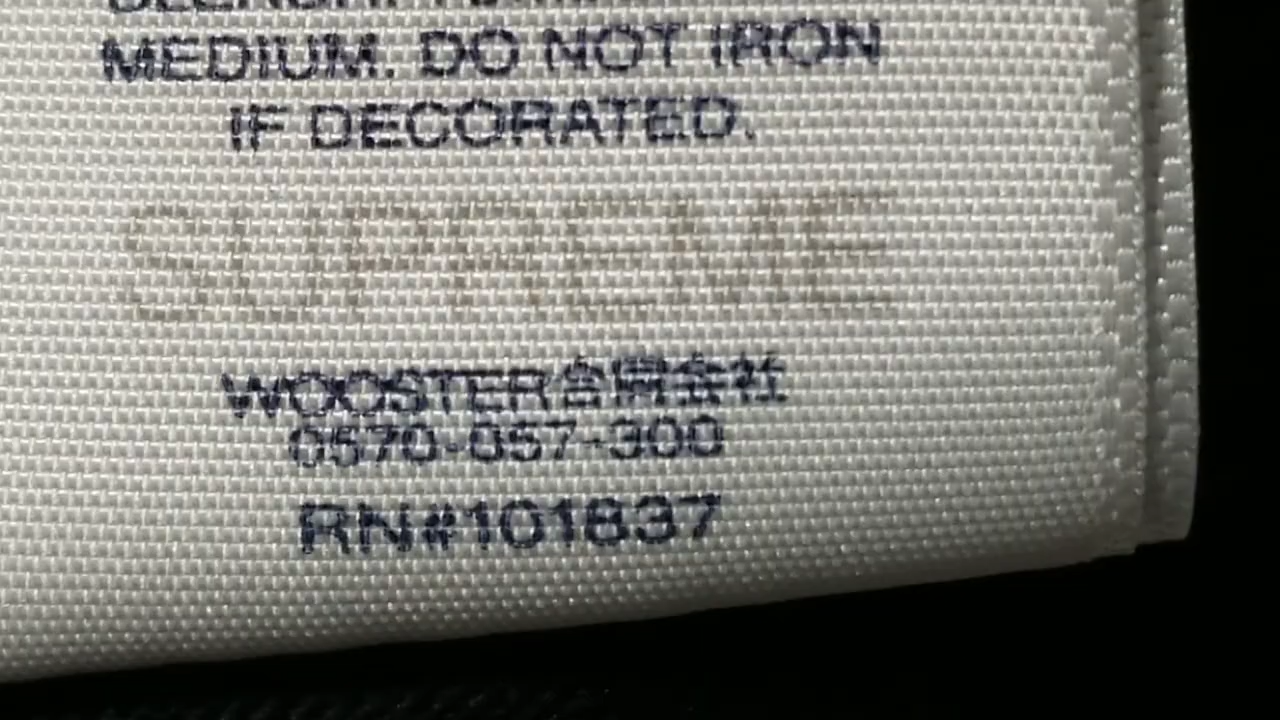 MEDIUM. DO NOT IRON
IF DECORATED.
SUPREME
WOOSTER合同会社
0570-057-300
RN#101837